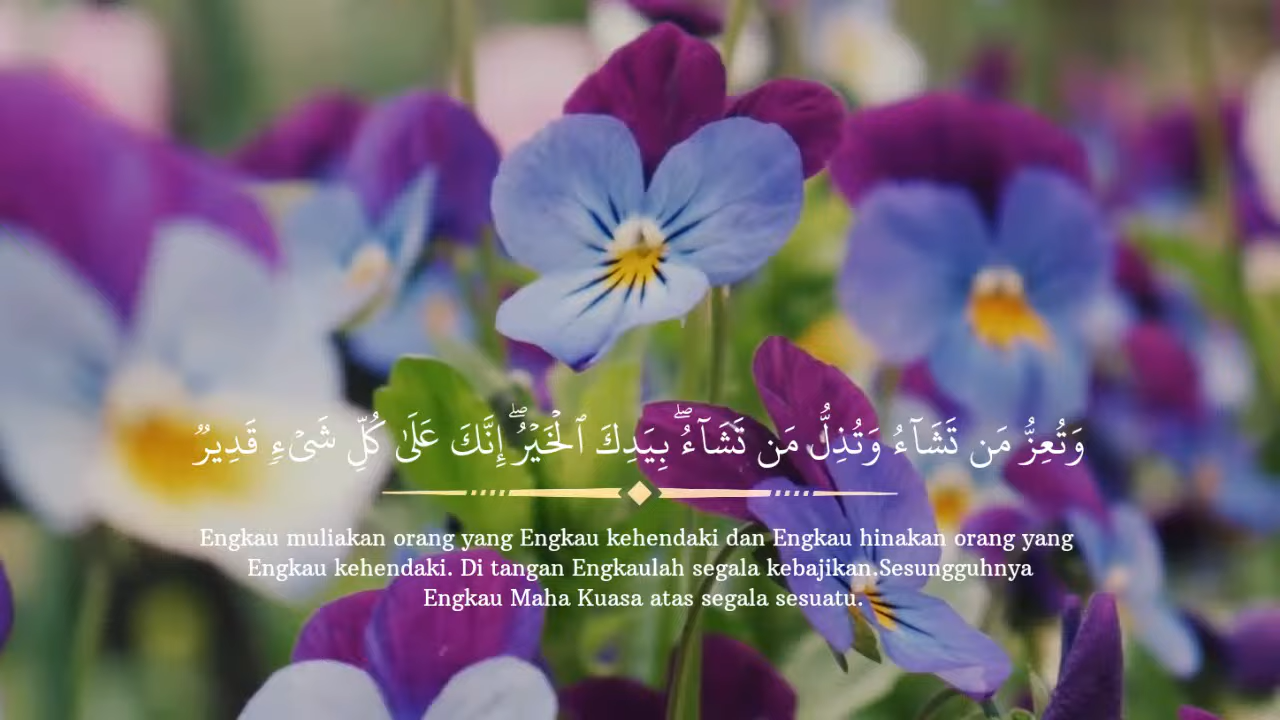 وَتُعِزُّ مَن تَشَآءُ وَتُذِلُّ مَن تَشَآءُۖ بِيَدِكَ ٱلْخَيْرُۖ إِنَّكَ عَلَىٰ كُلِّ شَىْءٍۢ قَدِيرٌۭ
Engkau muliakan orang yang Engkau kehendaki dan Engkau hinakan orang yang
Engkau kehendaki. Di tangan Engkaulah segala kebajikan.Sesungguhnya
Engkau Maha Kuasa atas segala sesuatu.